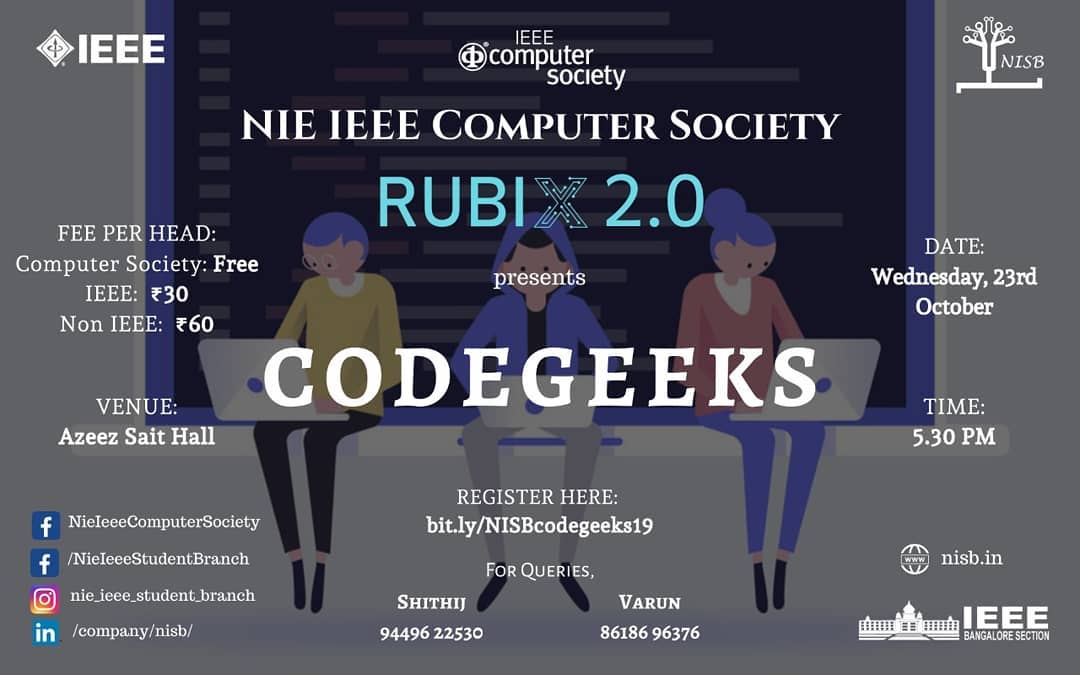 IEEE
IEEE
computer
society
NISB
NIE IEEE Computer Society
RUBIX 2.0
presents
CODEGEEKS
FEE PER HEAD:
Computer Society: Free
IEEE: ₹30
Non IEEE: ₹60
DATE:
Wednesday, 23rd
October
VENUE:
Azeez Sait Hall
TIME:
5.30 PM
REGISTER HERE:
bit.ly/NISBcodegeeks19
For Queries,
Shithij
94496 22530
Varun
86186 96376
NieIeeeComputerSociety
/NieIeeeStudentBranch
nie_ieee_student_branch
/company/nisb/
www
nisb.in
IEEE
BANGALORE SECTION